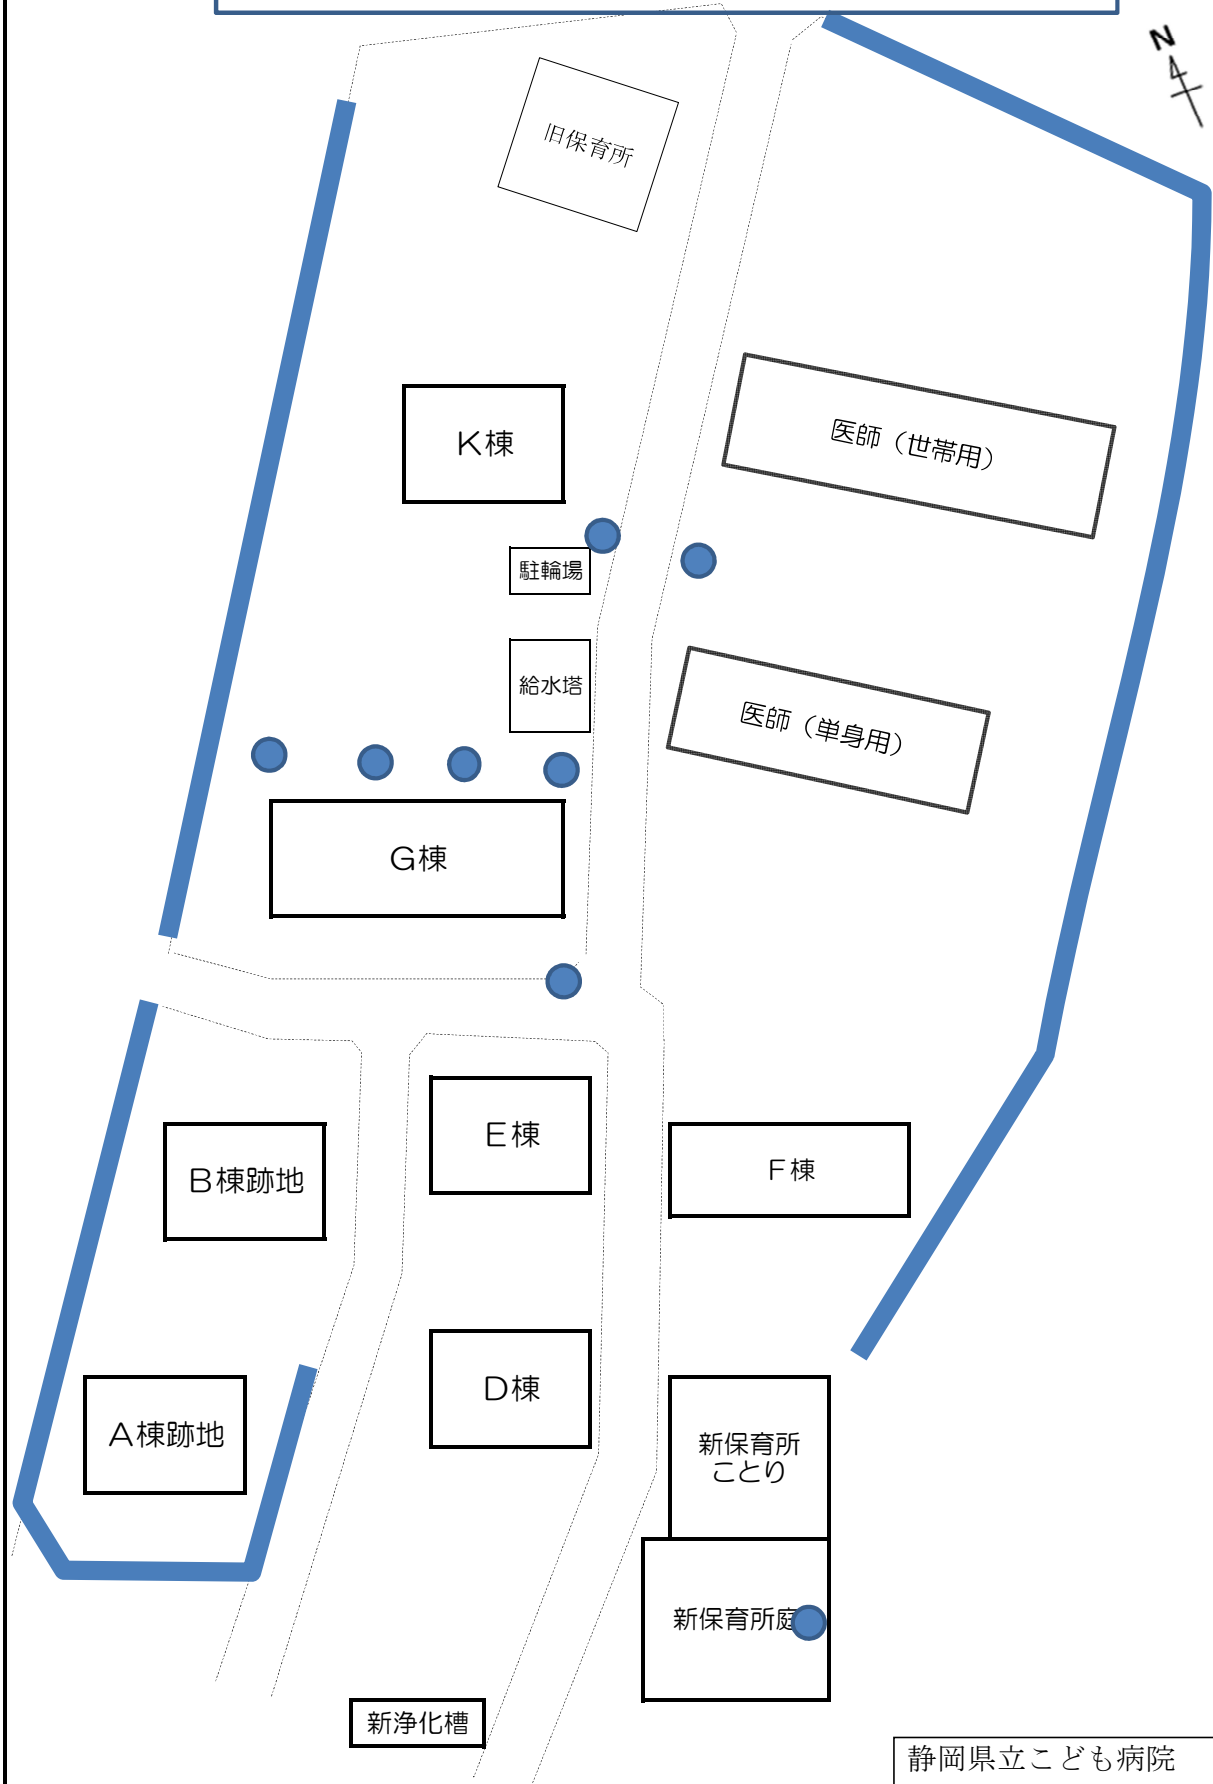 N
旧保育所
K棟
医師（世帯用）
駐輪場
給水塔
医師（単身用）
G棟
E棟
B棟跡地
F棟
D棟
A棟跡地
新保育所
ことり
新保育所庭
新浄化槽
静岡県立こども病院